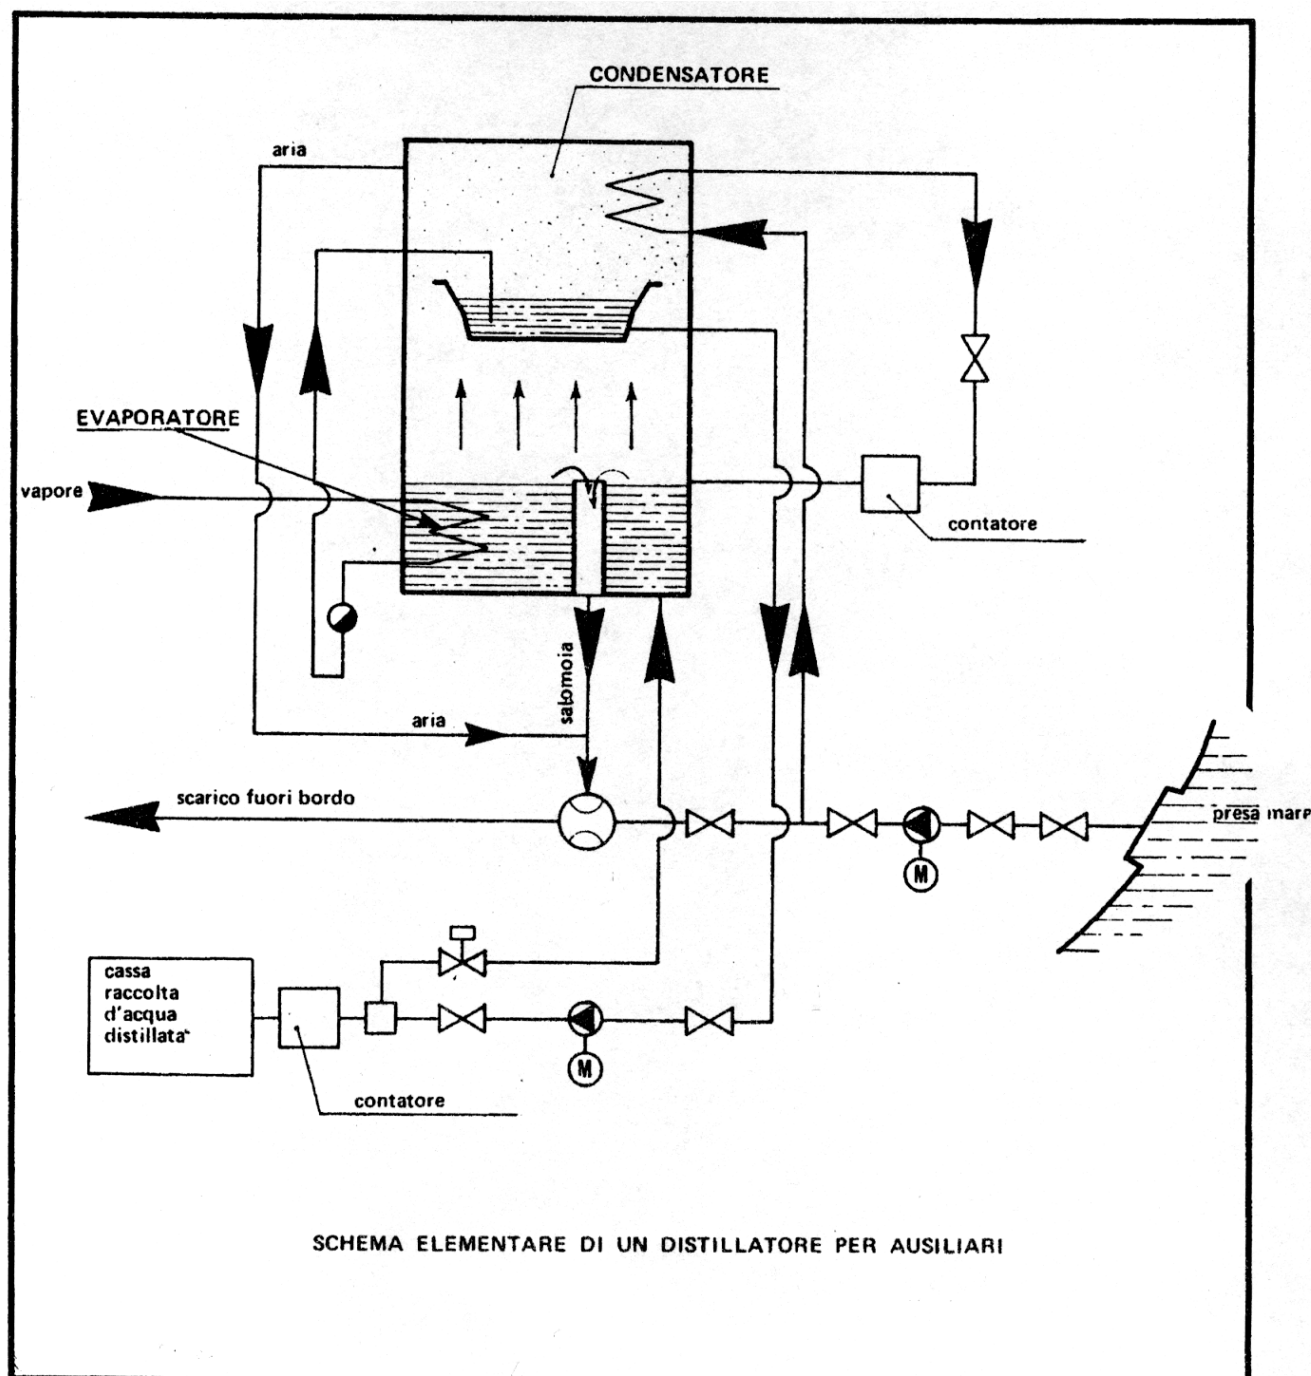 CONDENSATORE
aria
EVAPORATORE
vapore
contatore
salomoia
aria
scarico fuori bordo
presa mare
M
cassa
raccolta
d'acqua
distillata
M
contatore
SCHEMA ELEMENTARE DI UN DISTILLATORE PER AUSILIARI